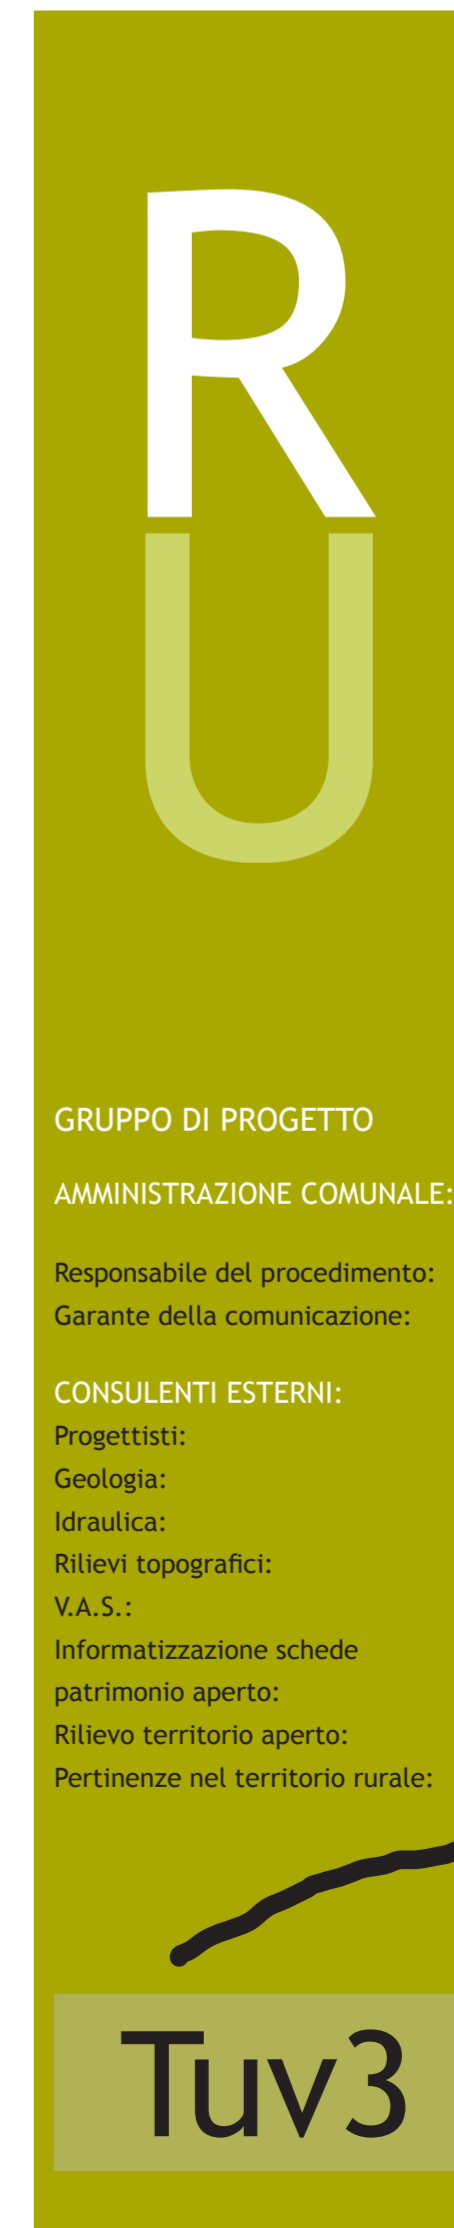 R
U
GRUPPO DI PROGETTO
AMMINISTRAZIONE COMUNALE:
Responsabile del procedimento:
Garante della comunicazione:
CONSULENTI ESTERNI:
Progettisti:
Geologia:
Idraulica:
Rilievi topografici:
V.A.S.:
Informatizzazione schede
patrimonio aperto:
Rilievo territorio aperto:
Pertinenze nel territorio rurale:
Tuv3